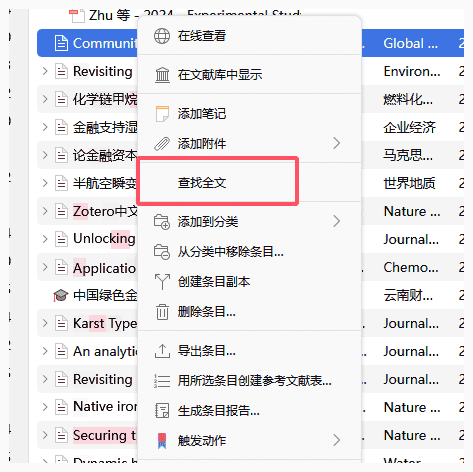 Zhu 等 - 2024 - Experimental Stud
在线查看
Communit Global ... 2
Revisiting Environ... 2
在文献库中显示
化学链甲烷 燃料化... 2
添加笔记
金融支持湿 企业经济 2
添加附件
论金融资本 马克思... 2
查找全文
半航空瞬变 世界地质 2
Zotero中文 Nature ... 2
添加到分类
Unlocking Journal... 2
从分类中移除条目...
Application Chemo... 2
创建条目副本
中国绿色金 云南财... 2
删除条目...
Karst Type Journal... 2
导出条目...
An analytic Journal... 2
Revisiting Journal... 2
用所选条目创建参考文献表...
Native iron Nature ... 2
生成条目报告...
Securing t Nature ... 2
触发动作
Dynamic h Water 2